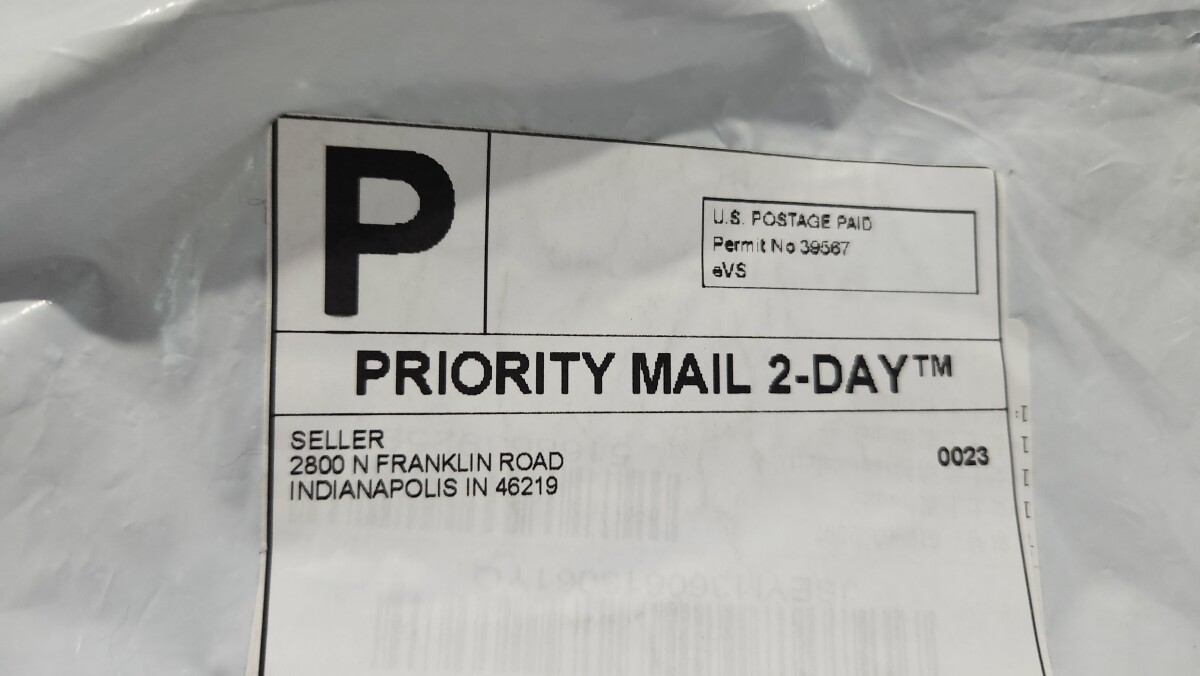 P
U.S. POSTAGE PAID
Permit No 39567
eVS
PRIORITY MAIL 2-DAY™
SELLER
0023
2800 N FRANKLIN ROAD
INDIANAPOLIS IN 46219